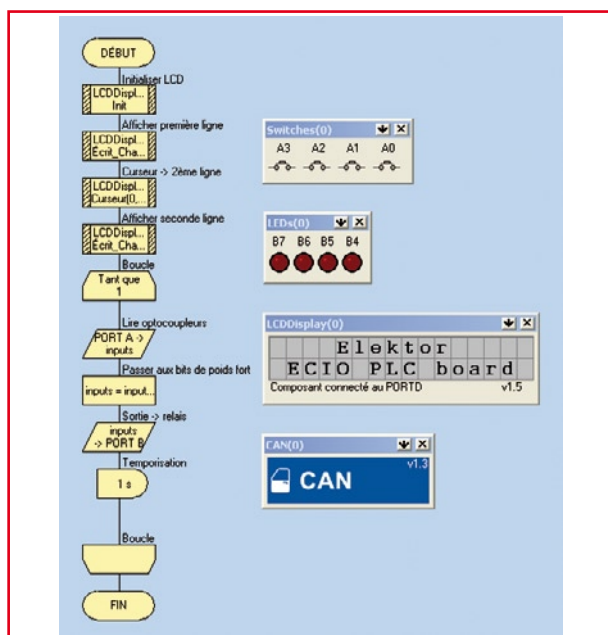 DÉBUT
Initialiser LCD
LCDDispl...
Init
Afficher première ligne
LCDDispl...
Écrit_Cha...
Curseur -> 2ème ligne
LCDDispl...
Curseur(0,...
Afficher seconde ligne
LCDDispl...
Écrit_Cha...
Boucle
Tant que
1
Lire optocoupleurs
PORT A ->
inputs
Passer aux bits de poids fort
inputs = input...
Sortie -> relais
inputs
-> PORT B
Temporisation
1 s
Boucle
FIN
Switches(0)
A3 A2 A1 A0
LEDs(0)
B7 B6 B5 B4
LCDDisplay(0)
Elektor
ECIO PLC board
Composant connecté au PORTD v1.5
CAN(0)
v1.3
CAN